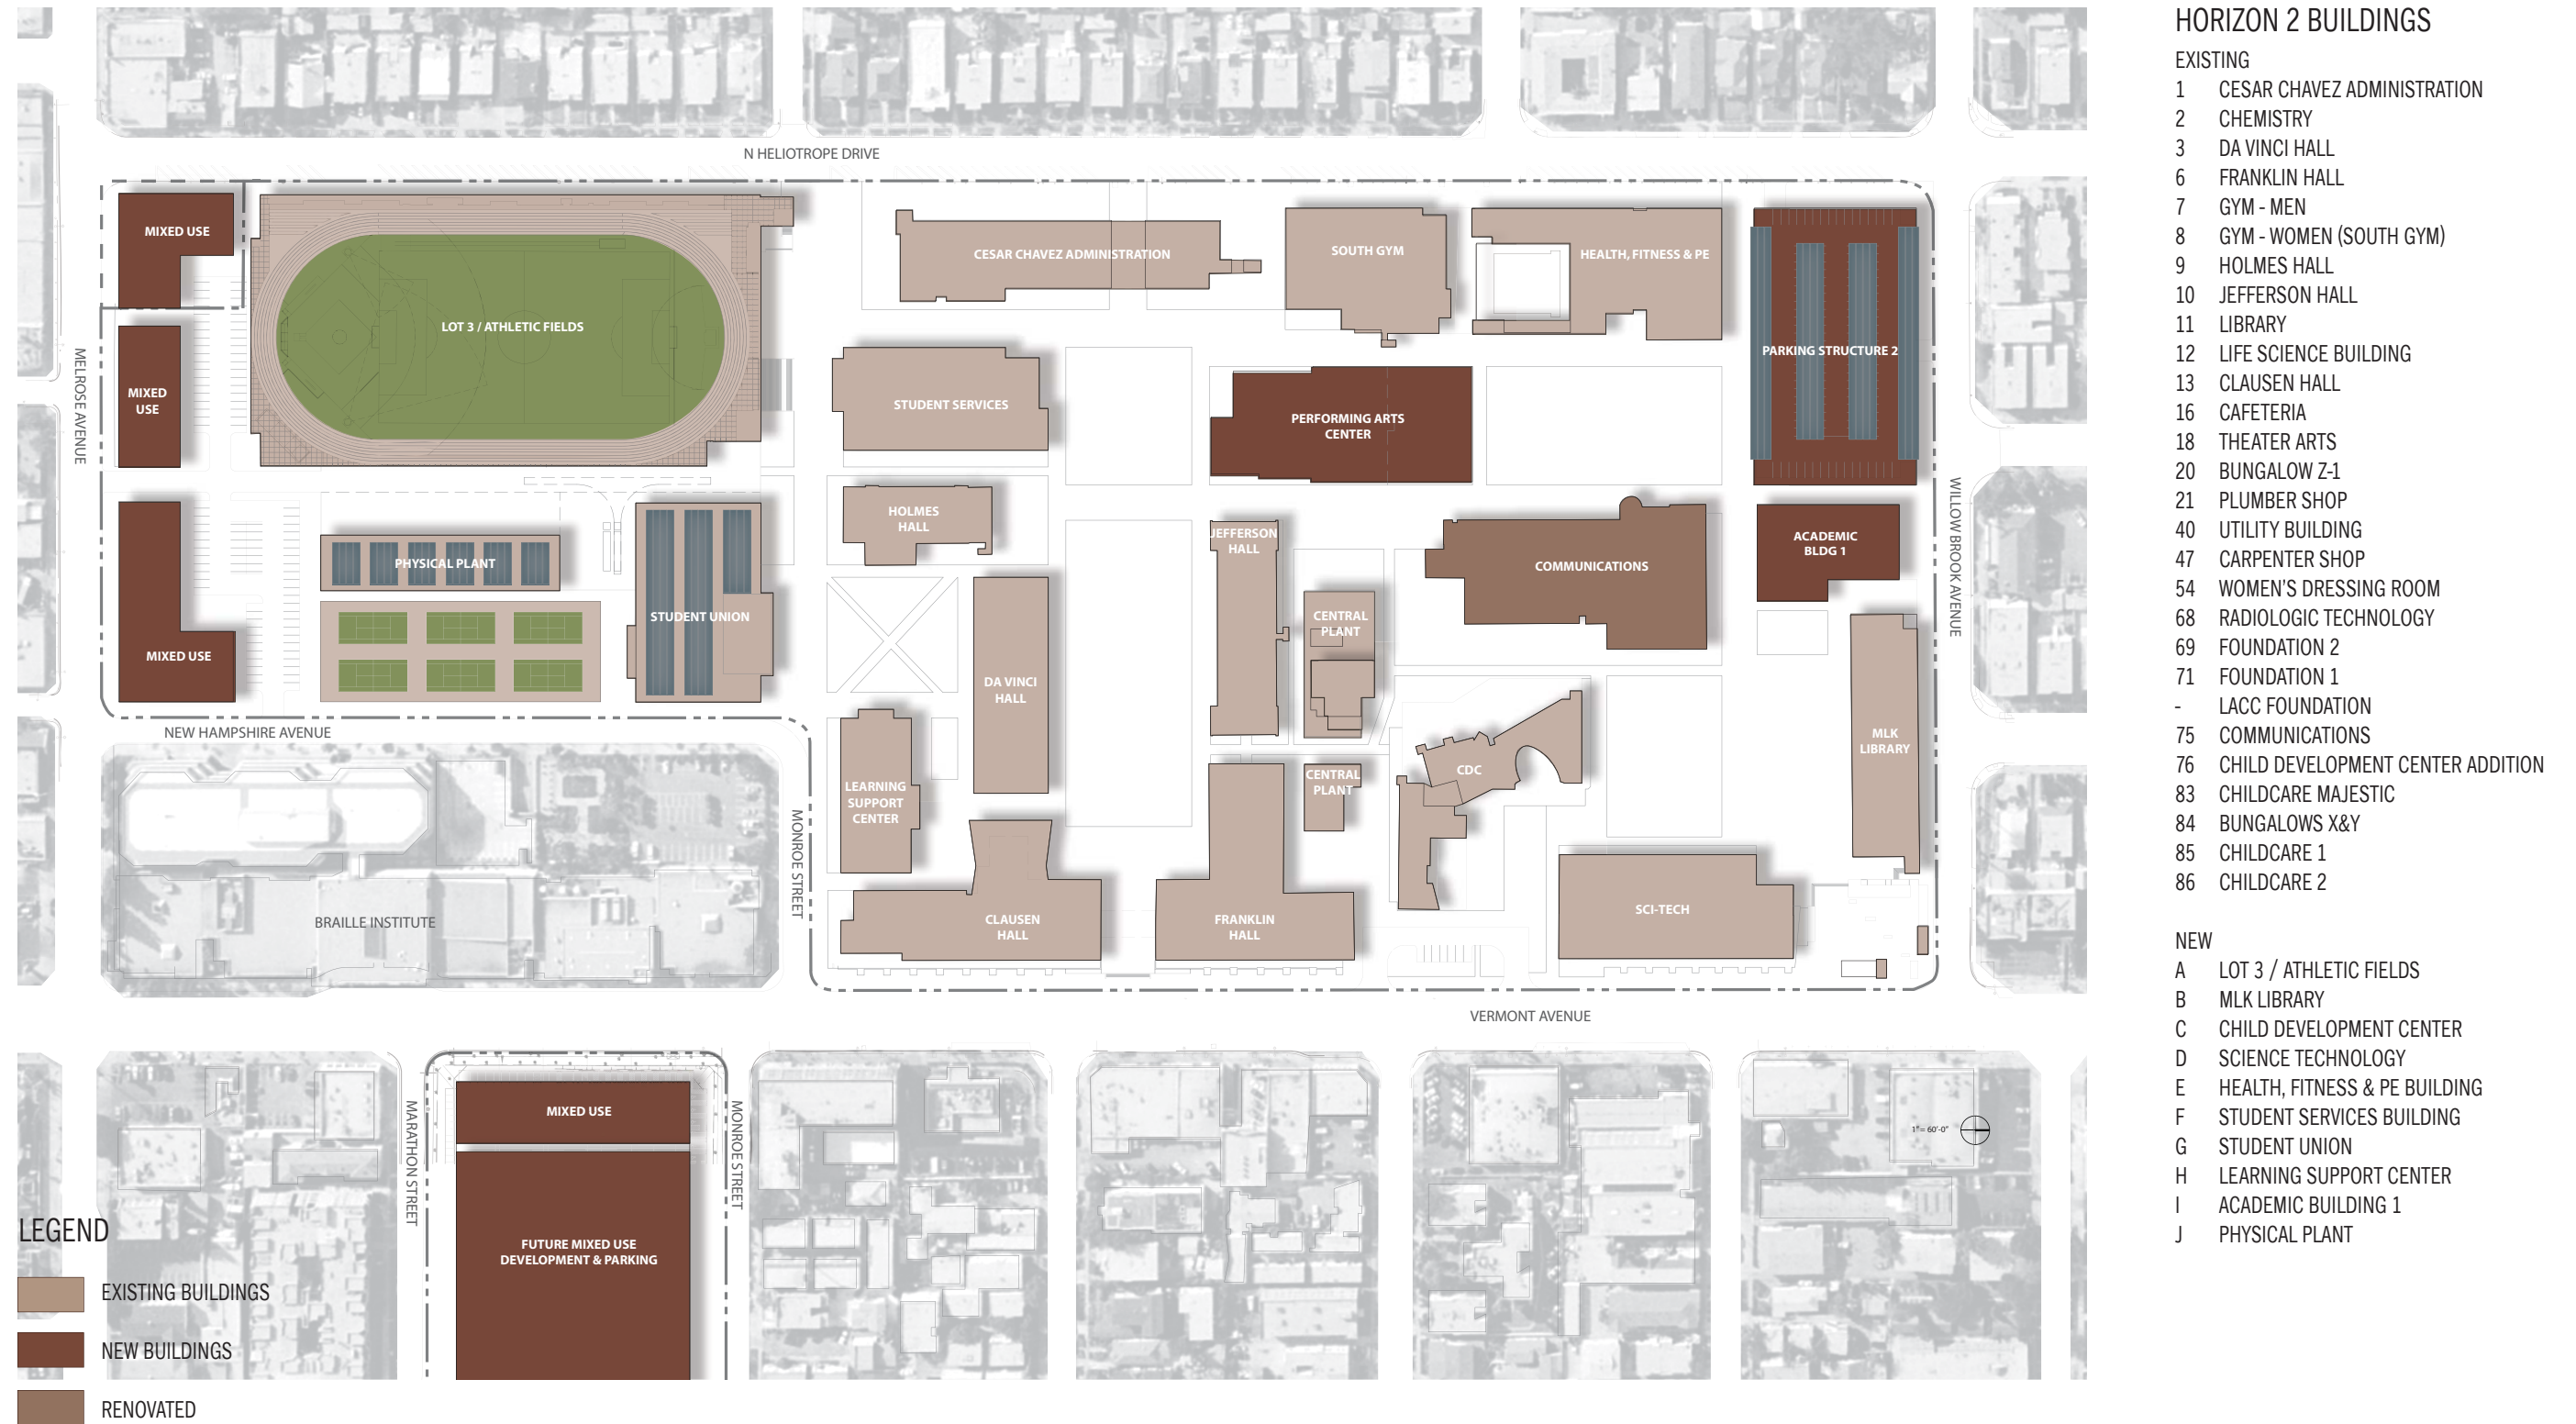 N HELIOTROPE DRIVE
MIXED USE
CESAR CHAVEZ ADMINISTRATION
SOUTH GYM
HEALTH, FITNESS & PE
LOT 3 / ATHLETIC FIELDS
PARKING STRUCTURE 2
MELROSE AVENUE
MIXED
USE
STUDENT SERVICES
PERFORMING ARTS
CENTER
HOLMES
HALL
JEFFERSON
HALL
COMMUNICATIONS
ACADEMIC
BLDG 1
WILLOW BROOK AVENUE
PHYSICAL PLANT
STUDENT UNION
CENTRAL
PLANT
MIXED USE
DA VINCI
HALL
NEW HAMPSHIRE AVENUE
MLK
LIBRARY
CDC
CENTRAL
PLANT
LEARNING
SUPPORT
CENTER
MONROE STREET
BRAILLE INSTITUTE
CLAUSEN
HALL
FRANKLIN
HALL
SCI-TECH
VERMONT AVENUE
MARATHON STREET
MIXED USE
MONROE STREET
1"= 60'-0"
FUTURE MIXED USE
DEVELOPMENT & PARKING
LEGEND
EXISTING BUILDINGS
NEW BUILDINGS
RENOVATED
HORIZON 2 BUILDINGS
EXISTING
1 CESAR CHAVEZ ADMINISTRATION
2 CHEMISTRY
3 DA VINCI HALL
6 FRANKLIN HALL
7 GYM - MEN
8 GYM - WOMEN (SOUTH GYM)
9 HOLMES HALL
10 JEFFERSON HALL
11 LIBRARY
12 LIFE SCIENCE BUILDING
13 CLAUSEN HALL
16 CAFETERIA
18 THEATER ARTS
20 BUNGALOW Z-1
21 PLUMBER SHOP
40 UTILITY BUILDING
47 CARPENTER SHOP
54 WOMEN'S DRESSING ROOM
68 RADIOLOGIC TECHNOLOGY
69 FOUNDATION 2
71 FOUNDATION 1
- LACC FOUNDATION
75 COMMUNICATIONS
76 CHILD DEVELOPMENT CENTER ADDITION
83 CHILDCARE MAJESTIC
84 BUNGALOWS X&Y
85 CHILDCARE 1
86 CHILDCARE 2
NEW
A LOT 3 / ATHLETIC FIELDS
B MLK LIBRARY
C CHILD DEVELOPMENT CENTER
D SCIENCE TECHNOLOGY
E HEALTH, FITNESS & PE BUILDING
F STUDENT SERVICES BUILDING
G STUDENT UNION
H LEARNING SUPPORT CENTER
I ACADEMIC BUILDING 1
J PHYSICAL PLANT